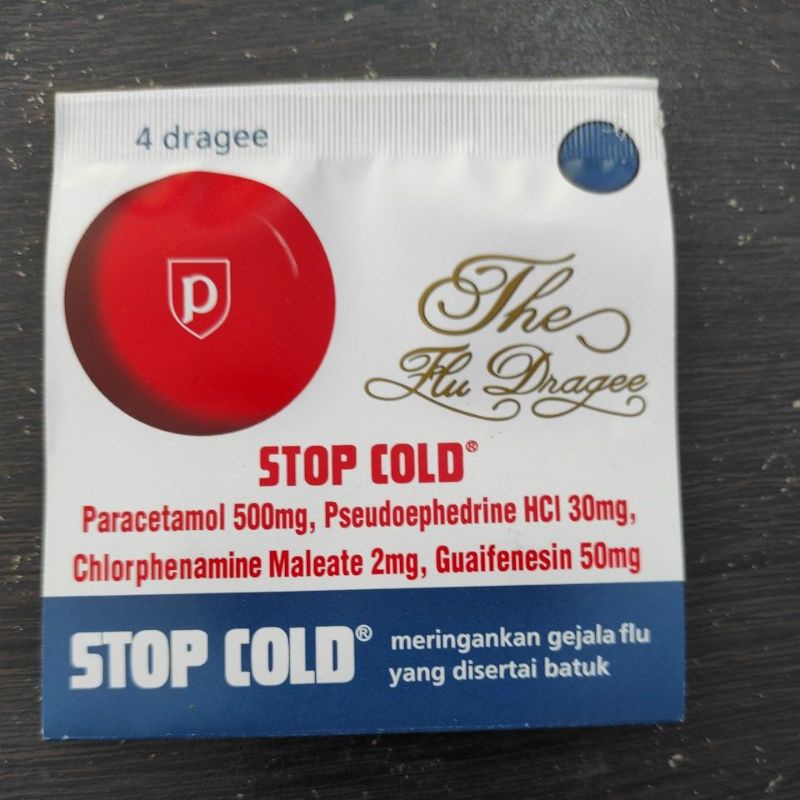 4 dragee
p
The
Flu Dragee
STOP COLD®
Paracetamol 500mg, Pseudoephedrine HCl 30mg,
Chlorphenamine Maleate 2mg, Guaifenesin 50mg
STOP COLD®
meringankan gejala flu
yang disertai batuk